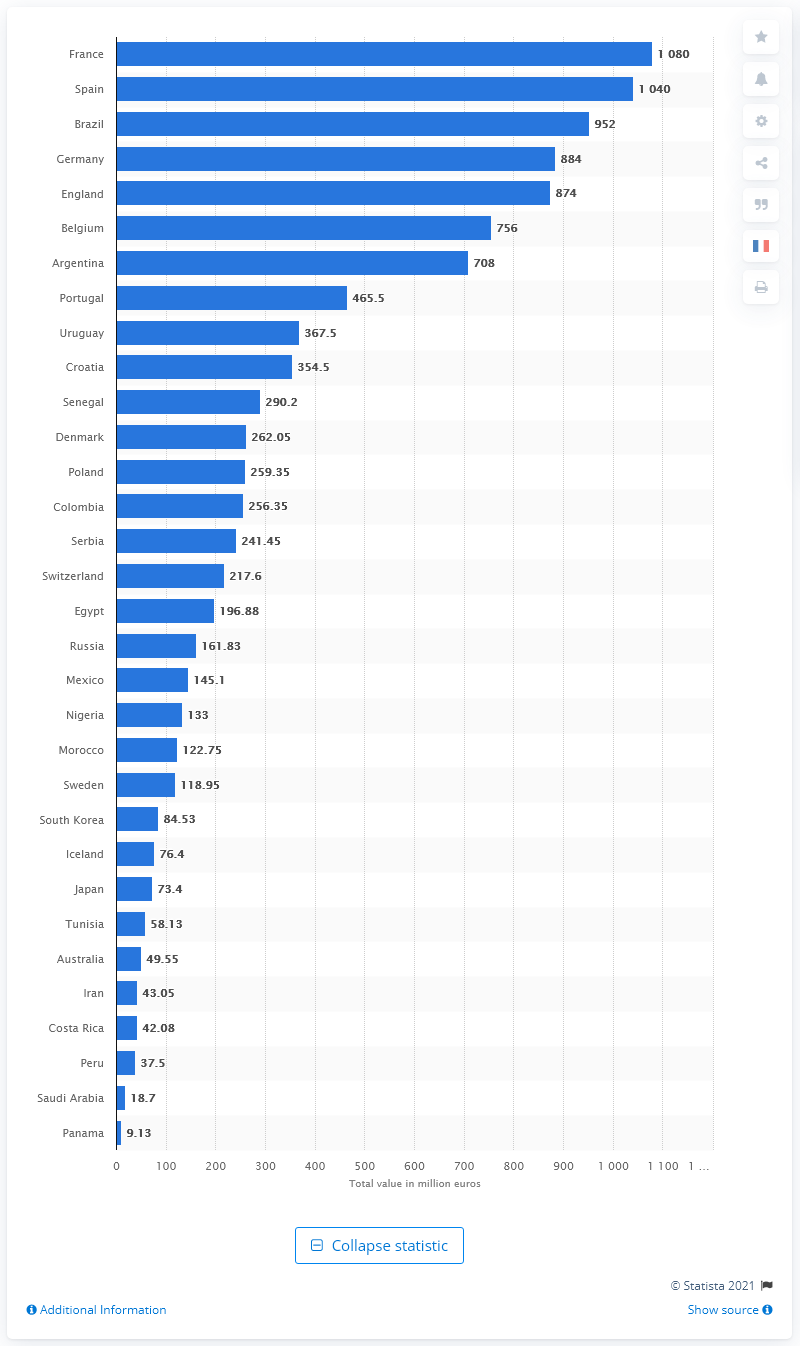 France 1 080
Spain 1 040
Brazil 952
Germany 884
England 874
Belgium 756
Argentina 708
Portugal 465.5
Uruguay 367.5
Croatia 354.5
Senegal 290.2
Denmark 262.05
Poland 259.35
Colombia 256.35
Serbia 241.45
Switzerland 217.6
Egypt 196.88
Russia 161.83
Mexico 145.1
Nigeria 133
Morocco 122.75
Sweden 118.95
South Korea 84.53
Iceland 76.4
Japan 73.4
Tunisia 58.13
Australia 49.55
Iran 43.05
Costa Rica 42.08
Peru 37.5
Saudi Arabia 18.7
Panama 9.13
0 100 200 300 400 500 600 700 800 900 1 000 1 100 1 ...
Total value in million euros
Collapse statistic
© Statista 2021
Additional Information
Show source